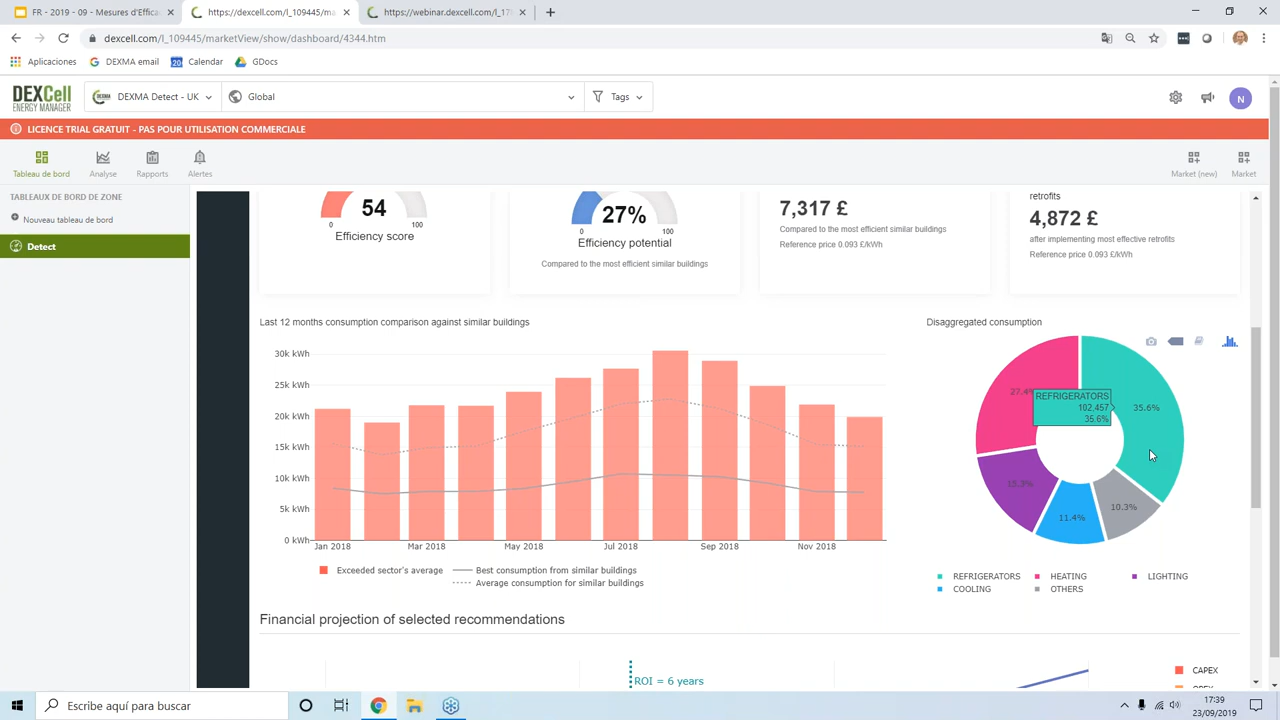 FR - 2019 - 09 - Mesures d'Effica
https://dexcell.com/l_109445/ma
https://webinar.dexcell.com/l_17
dexcell.com/l_109445/marketView/show/dashboard/4344.htm
Aplicaciones
DEXMA email
Calendar
GDocs
DEXCell
ENERGY MANAGER
DEXMA Detect - UK
Global
Tags
N
LICENCE TRIAL GRATUIT - PAS POUR UTILISATION COMMERCIALE
Tableau de bord
Analyse
Rapports
Alertes
Market (new)
Market
TABLEAUX DE BORD DE ZONE
Nouveau tableau de bord
Detect
54
0
100
Efficiency score
27%
0
100
Efficiency potential
Compared to the most efficient similar buildings
7,317 £
Compared to the most efficient similar buildings
Reference price 0.093 £/kWh
retrofits
4,872 £
after implementing most effective retrofits
Reference price 0.093 £/kWh
Last 12 months consumption comparison against similar buildings
30k kWh
25k kWh
20k kWh
15k kWh
10k kWh
5k kWh
0 kWh
Jan 2018
Mar 2018
May 2018
Jul 2018
Sep 2018
Nov 2018
Exceeded sector's average
Best consumption from similar buildings
Average consumption for similar buildings
Disaggregated consumption
27.4%
REFRIGERATORS
102,457
35.6%
35.6%
15.3%
11.4%
10.3%
REFRIGERATORS
HEATING
LIGHTING
COOLING
OTHERS
Financial projection of selected recommendations
ROI = 6 years
CAPEX
Escribe aquí para buscar
17:39
23/09/2019